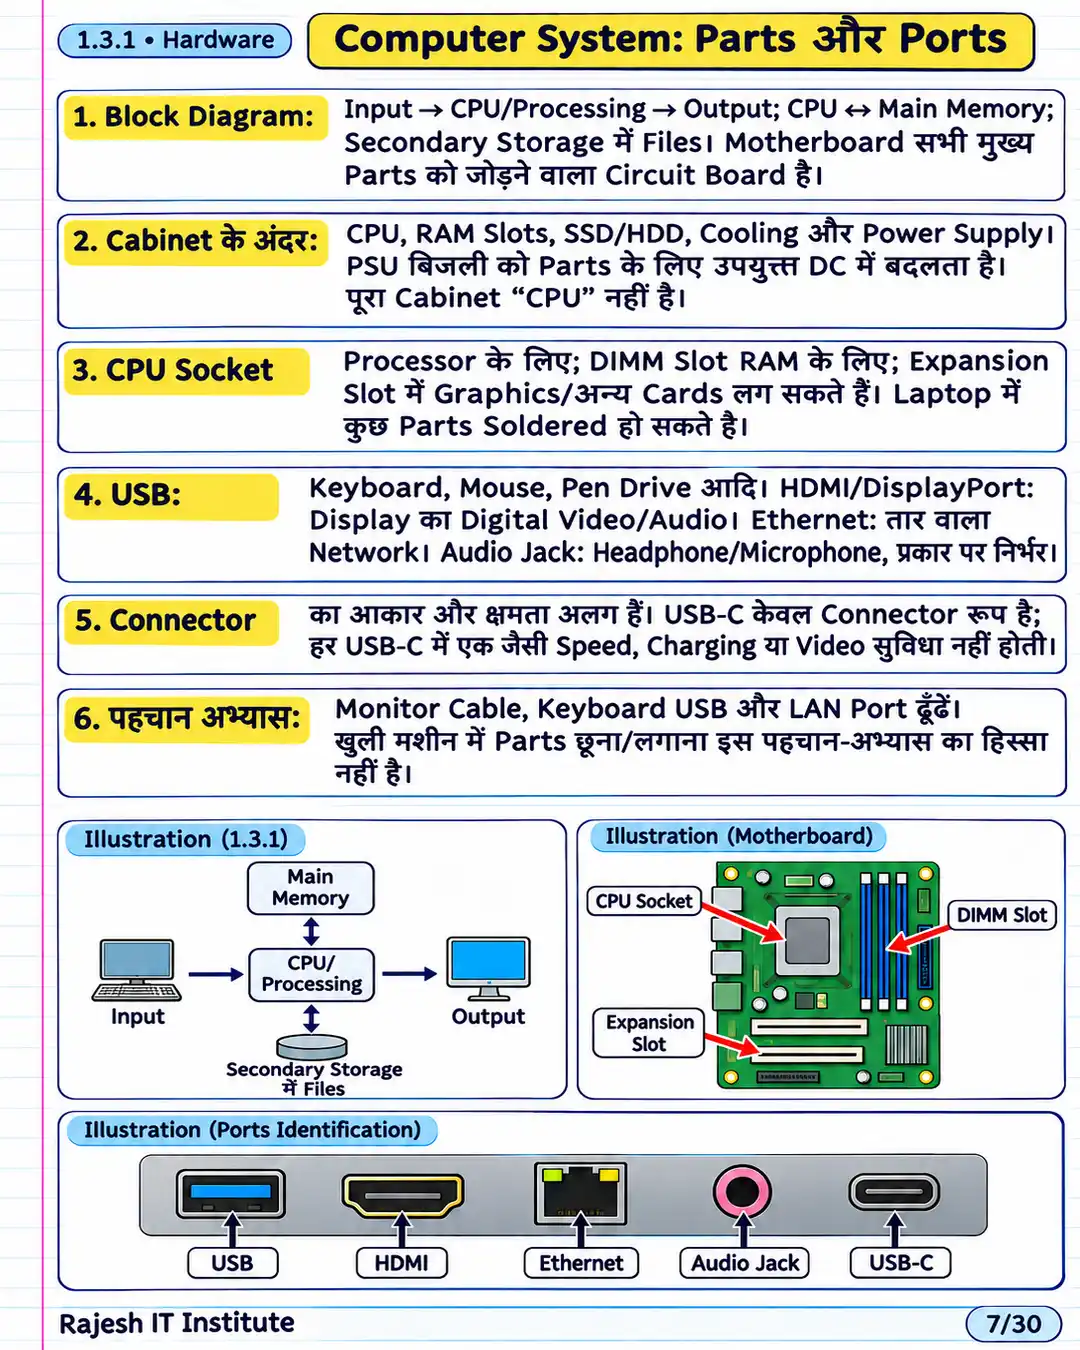 1.3.1 • Hardware
Computer System: Parts और Ports
1. Block Diagram:
Input → CPU/Processing → Output; CPU ↔ Main Memory;
Secondary Storage में Files। Motherboard सभी मुख्य
Parts को जोड़ने वाला Circuit Board है।
2. Cabinet के अंदर:
CPU, RAM Slots, SSD/HDD, Cooling और Power Supply।
PSU बिजली को Parts के लिए उपयुक्त DC में बदलता है।
पूरा Cabinet “CPU” नहीं है।
3. CPU Socket
Processor के लिए; DIMM Slot RAM के लिए; Expansion
Slot में Graphics/अन्य Cards लग सकते हैं। Laptop में
कुछ Parts Soldered हो सकते है।
4. USB:
Keyboard, Mouse, Pen Drive आदि। HDMI/DisplayPort:
Display का Digital Video/Audio। Ethernet: तार वाला
Network। Audio Jack: Headphone/Microphone, प्रकार पर निर्भर।
5. Connector
का आकार और क्षमता अलग हैं। USB-C केवल Connector रूप है;
हर USB-C में एक जैसी Speed, Charging या Video सुविधा नहीं होती।
6. पहचान अभ्यास:
Monitor Cable, Keyboard USB और LAN Port ढूँढें।
खुली मशीन में Parts छूना/लगाना इस पहचान-अभ्यास का हिस्सा
नहीं है।
Illustration (1.3.1)
Main
Memory
CPU/
Processing
Input
Output
Secondary Storage
में Files
Illustration (Motherboard)
CPU Socket
DIMM Slot
Expansion
Slot
Illustration (Ports Identification)
USB
HDMI
Ethernet
Audio Jack
USB-C
Rajesh IT Institute
7/30